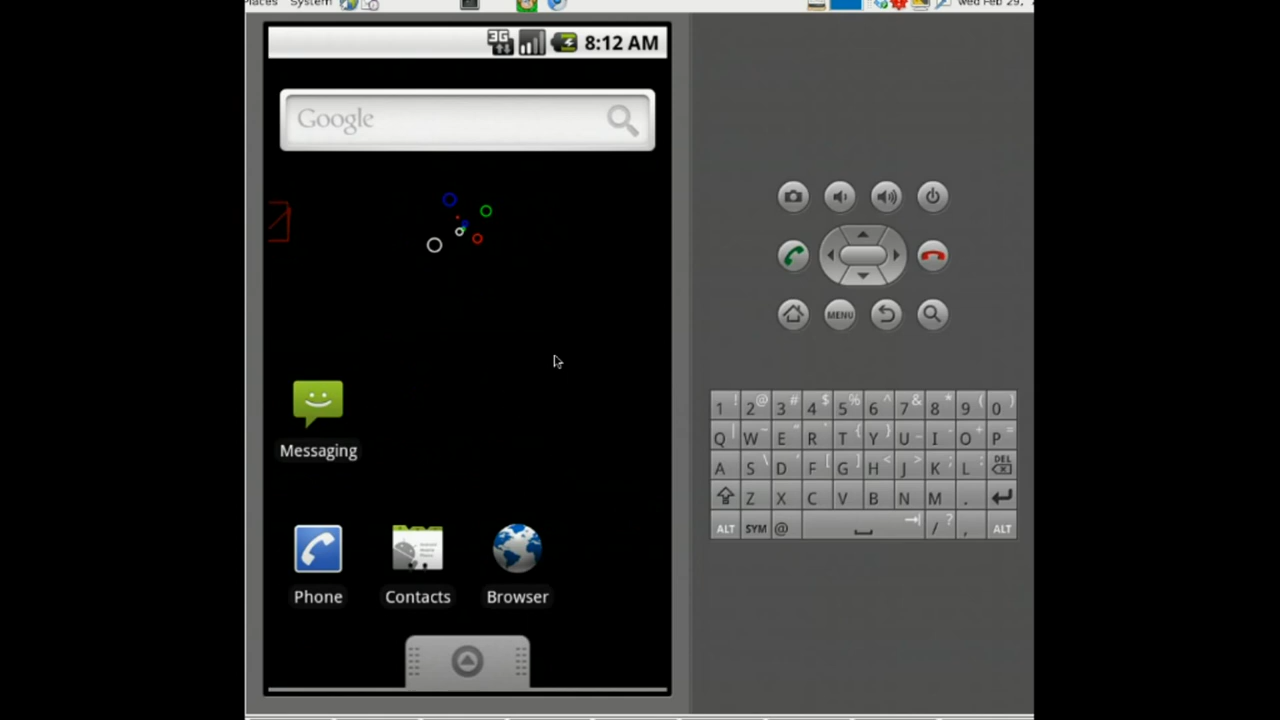 Places System Wed Feb 29,
3G 8:12 AM
Google
Messaging
Phone Contacts Browser
MENU
1 ! 2 @ 3 # 4 $ 5 % 6 ^ 7 & 8 * 9 ( 0 )
Q | W ~ E " R ` T { Y } U _ I - O + P =
A S \ D ' F [ G ] H < J > K ; L : DEL
Z X C V B N M .
ALT SYM @ / ? , ALT